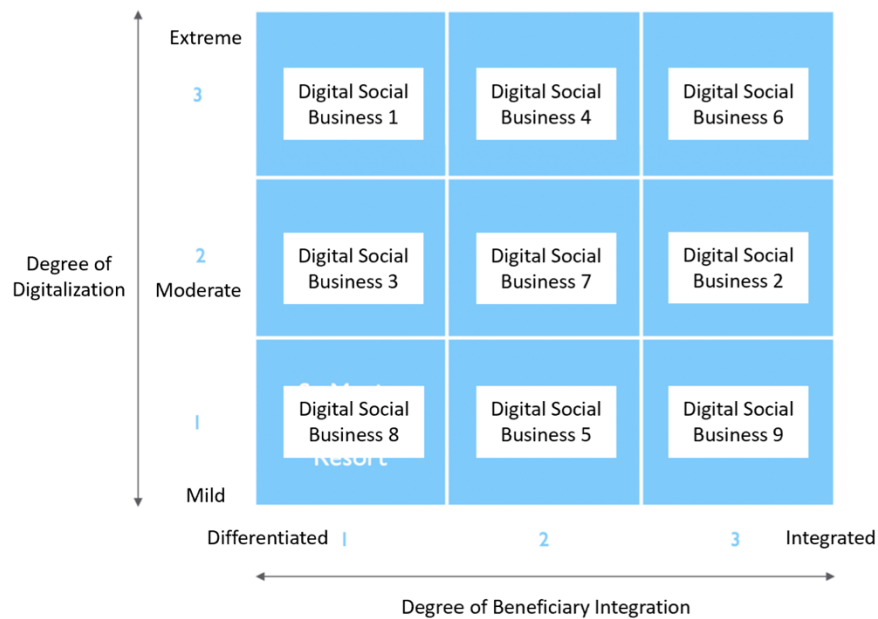 Extreme
3
Digital Social
Business 1
Digital Social
Business 4
Digital Social
Business 6
Degree of
Digitalization
2
Moderate
Digital Social
Business 3
Digital Social
Business 7
Digital Social
Business 2
1
Mild
Digital Social
Business 8
Resort
Digital Social
Business 5
Digital Social
Business 9
Differentiated
1
2
3
Integrated
Degree of Beneficiary Integration